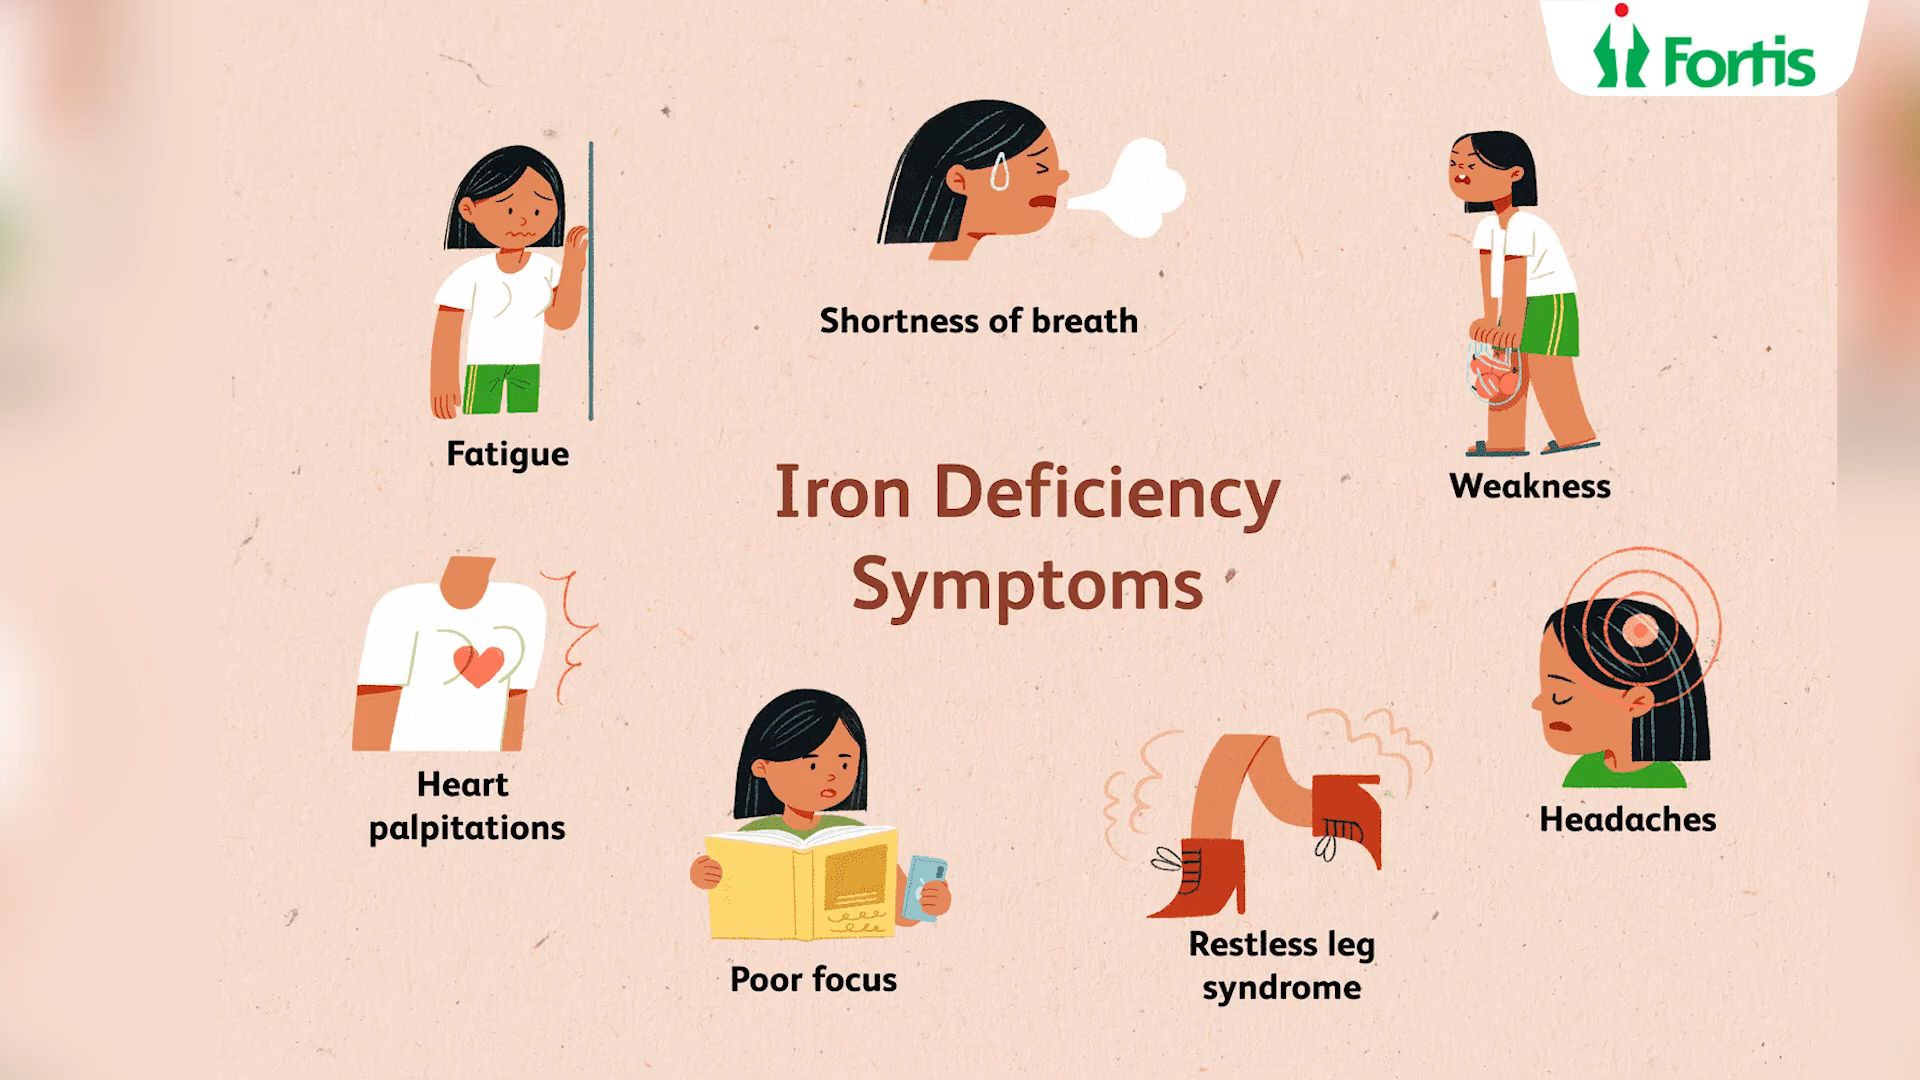 Fortis
Shortness of breath
Fatigue
Weakness
Iron Deficiency
Symptoms
Heart
palpitations
Headaches
Poor focus
Restless leg
syndrome